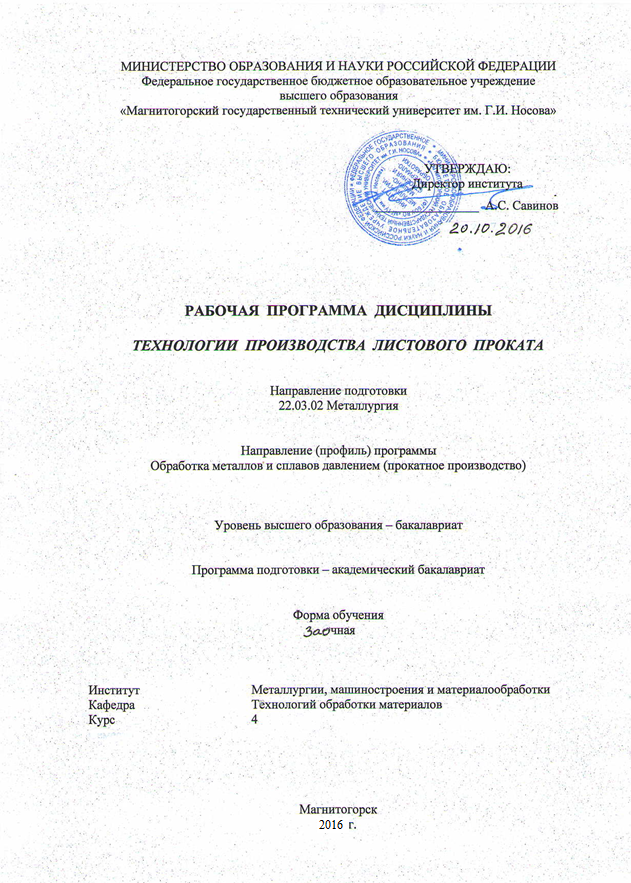 МИНИСТЕРСТВО ОБРАЗОВАНИЯ И НАУКИ РОССИЙСКОЙ ФЕДЕРАЦИИ
Федеральное государственное бюджетное образовательное учреждение
высшего образования
«Магнитогорский государственный технический университет им. Г.И. Носова»
УТВЕРЖДАЮ:
Директор института
А.С. Савинов
20.10.2016
РАБОЧАЯ ПРОГРАММА ДИСЦИПЛИНЫ
ТЕХНОЛОГИИ ПРОИЗВОДСТВА ЛИСТОВОГО ПРОКАТА
Направление подготовки
22.03.02 Металлургия
Направление (профиль) программы
Обработка металлов и сплавов давлением (прокатное производство)
Уровень высшего образования – бакалавриат
Программа подготовки – академический бакалавриат
Форма обучения
Заочная
Институт Металлургии, машиностроения и материалообработки
Кафедра Технологий обработки материалов
Курс 4
Магнитогорск
2016 г.